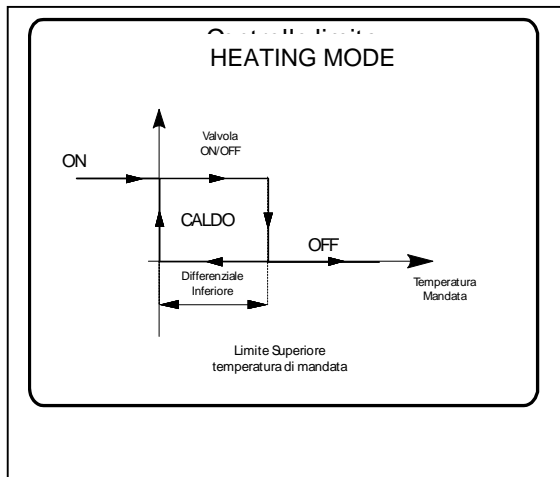 HEATING MODE
Valvola
ON/OFF
ON
CALDO
OFF
Differenziale
Inferiore
Temperatura
Mandata
Limite Superiore
temperatura di mandata